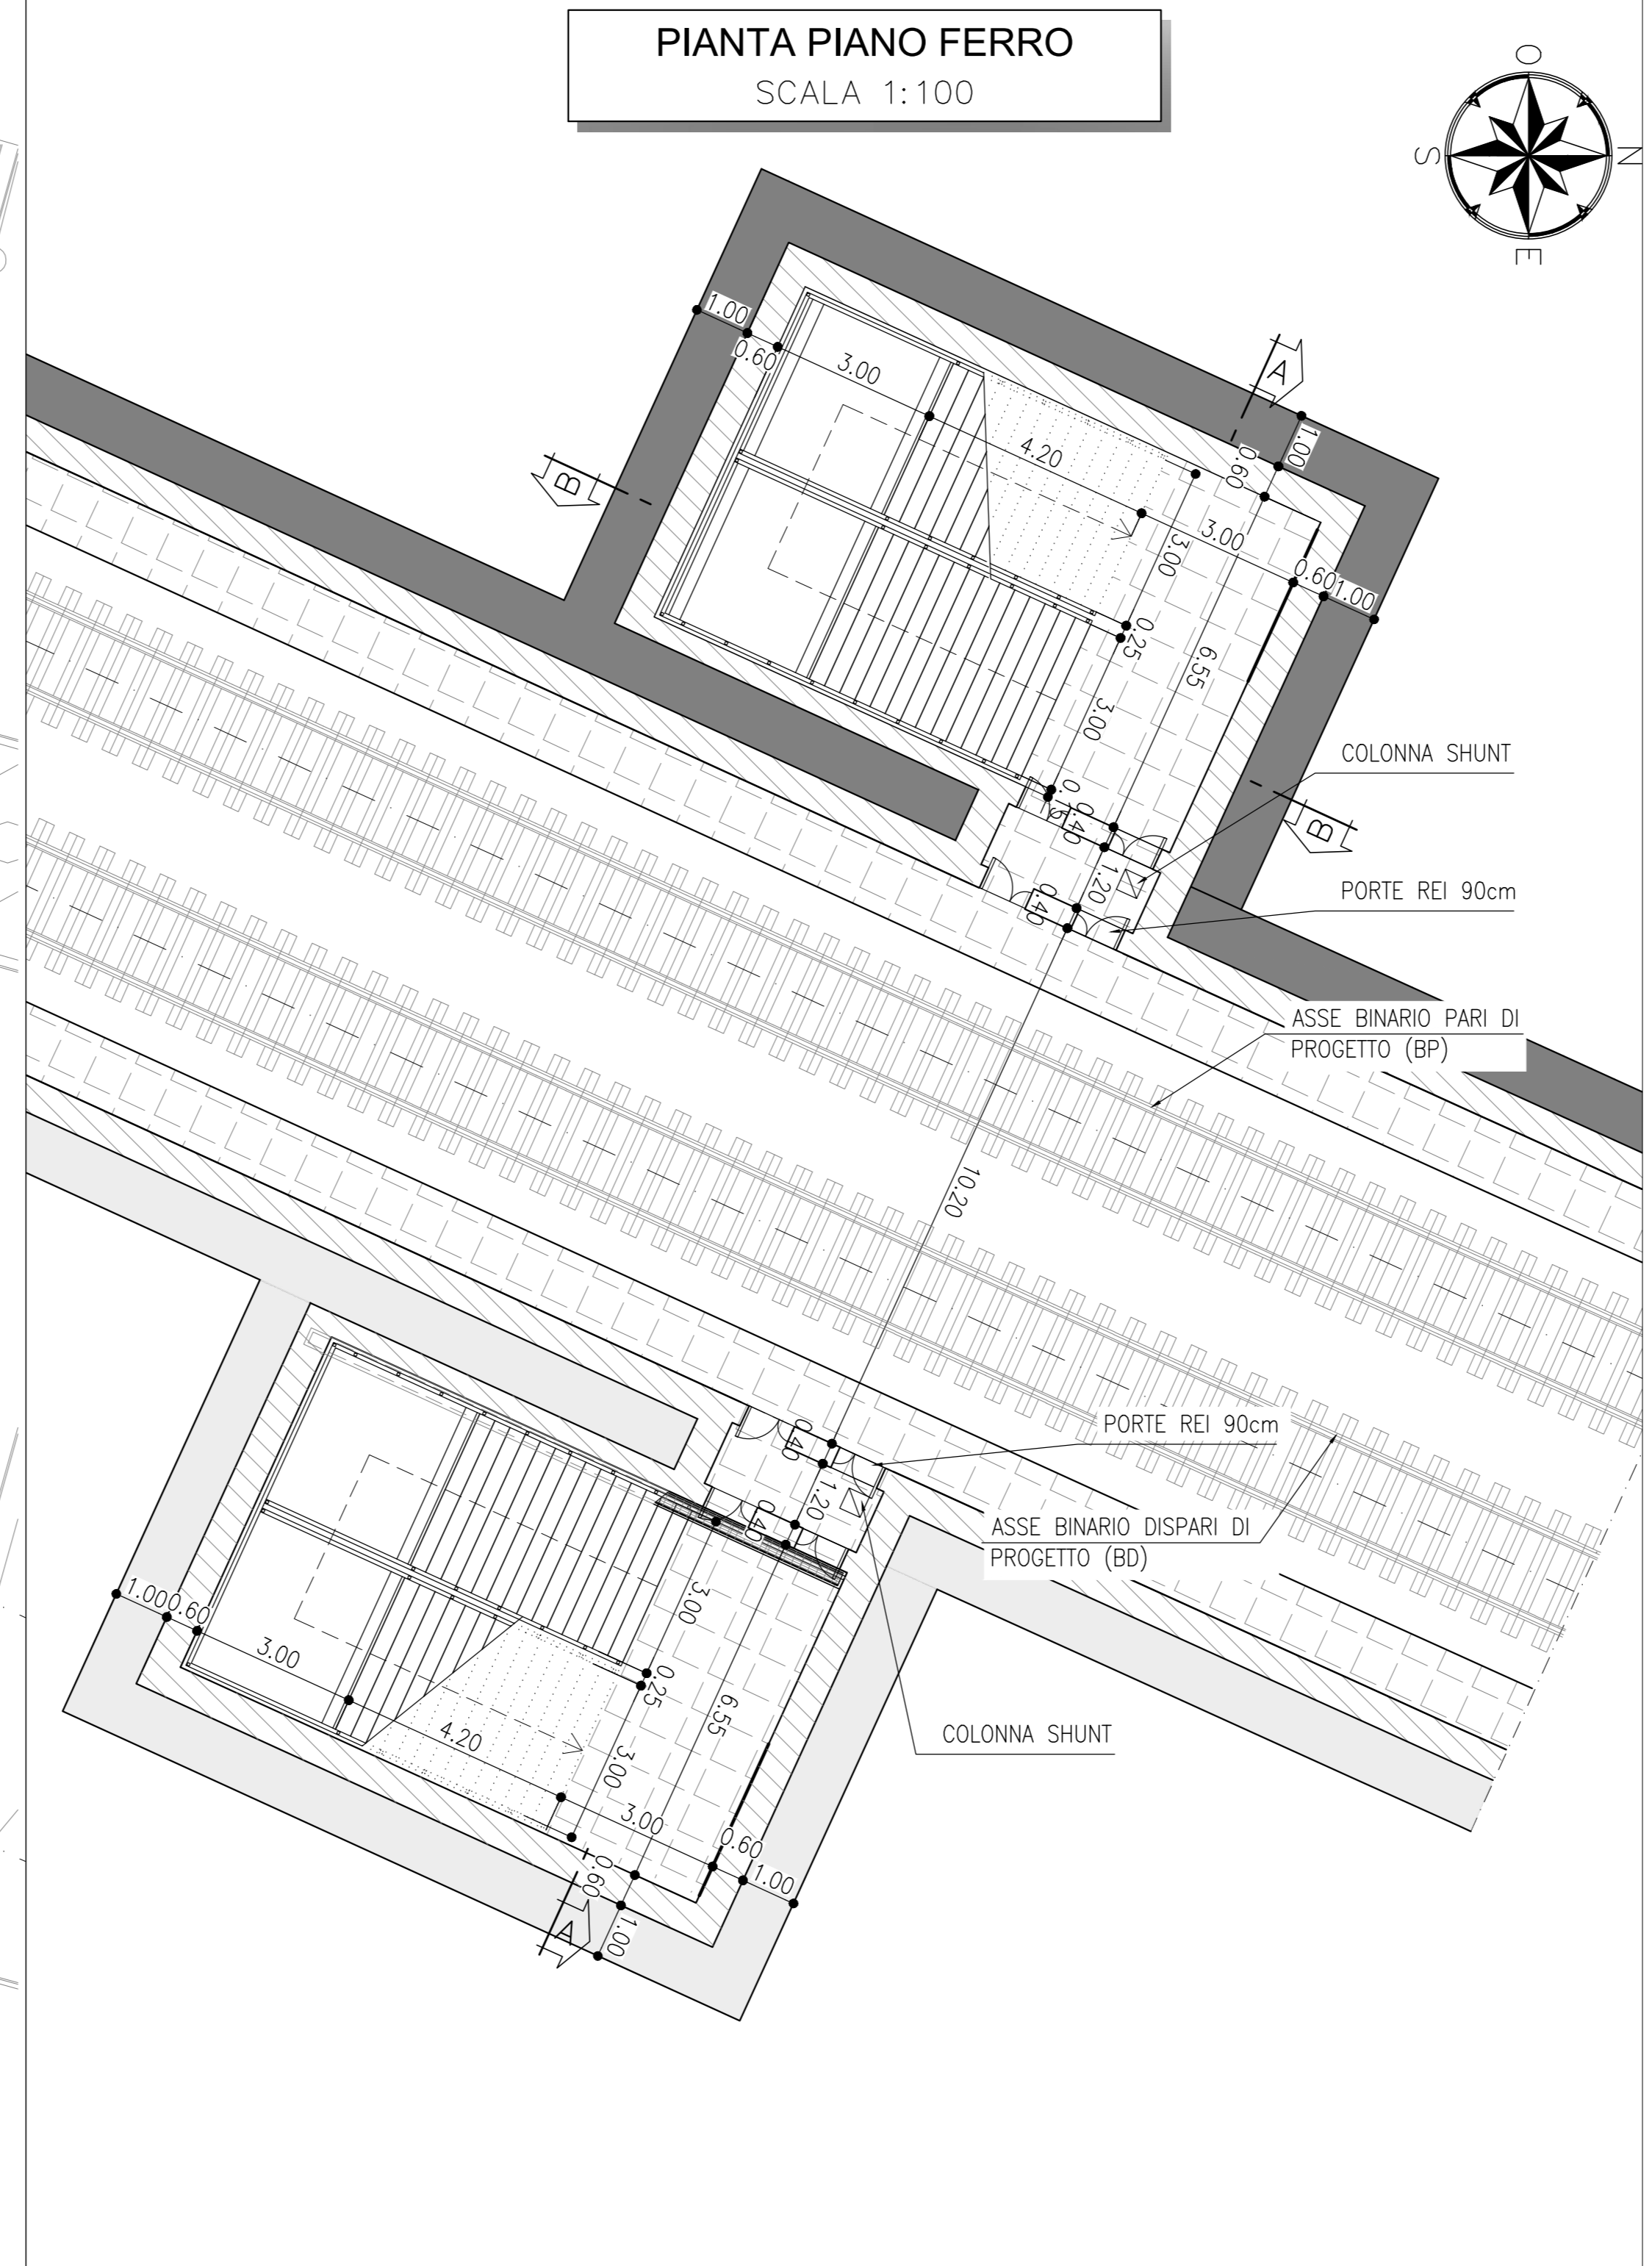 PIANTA PIANO FERRO
SCALA 1:100
O
S
N
E
1.00
0.60
3.00
A
1.00
0.60
4.20
B
3.00
3.00
0.60
1.00
0.25
6.55
3.00
COLONNA SHUNT
0.40
B
1.20
0.40
PORTE REI 90cm
ASSE BINARIO PARI DI
PROGETTO (BP)
10.20
PORTE REI 90cm
0.40
1.20
0.40
ASSE BINARIO DISPARI DI
PROGETTO (BD)
1.00
0.60
3.00
3.00
0.25
6.55
4.20
COLONNA SHUNT
3.00
3.00
0.60
1.00
0.60
A
1.00